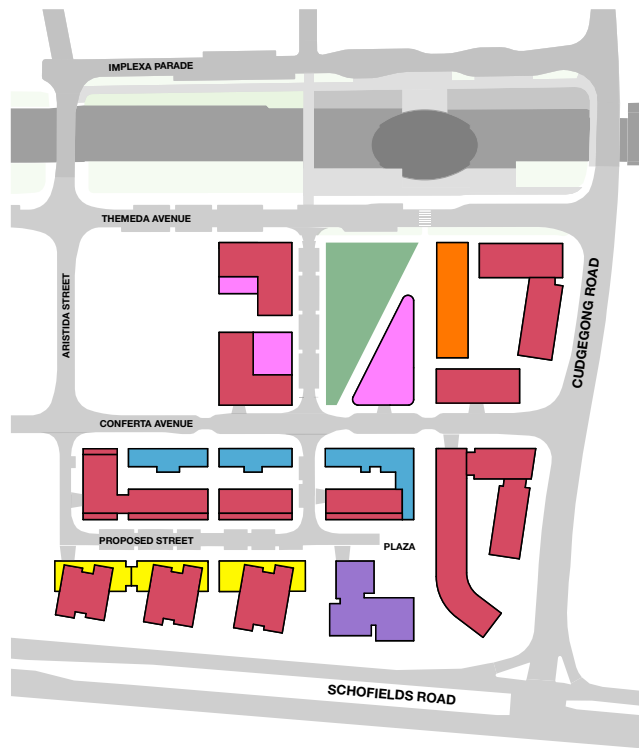 IMPLEXA PARADE
THEMEDA AVENUE
ARISTIDA STREET
CUDGEGONG ROAD
CONFERTA AVENUE
PROPOSED STREET
PLAZA
SCHOFIELDS ROAD